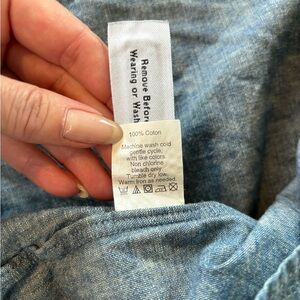 Remove Before
Wearing or Wash
100% Coton
Machine wash cold
gentle cycle,
with like colors.
Non chlorine
bleach only
Tumble dry low.
Warm iron as needed.